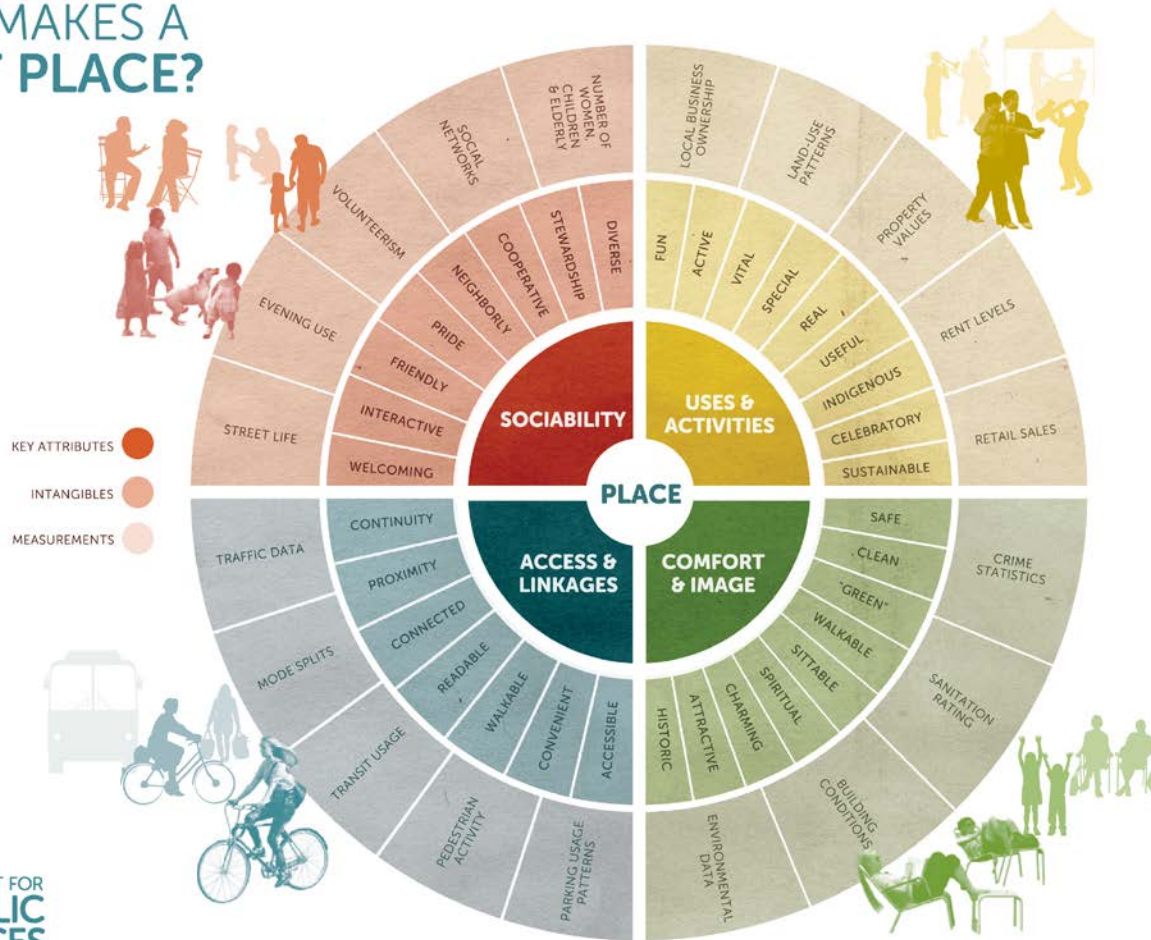 MAKES A
PLACE?
NUMBER OF
WOMEN,
CHILDREN
& ELDERLY
SOCIAL
NETWORKS
VOLUNTEERISM
EVENING USE
STREET LIFE
LOCAL BUSINESS
OWNERSHIP
LAND-USE
PATTERNS
PROPERTY
VALUES
RENT LEVELS
RETAIL SALES
DIVERSE
STEWARDSHIP
COOPERATIVE
NEIGHBORLY
PRIDE
FRIENDLY
INTERACTIVE
WELCOMING
FUN
ACTIVE
VITAL
SPECIAL
REAL
USEFUL
INDIGENOUS
CELEBRATORY
SUSTAINABLE
SOCIABILITY
USES &
ACTIVITIES
PLACE
ACCESS &
LINKAGES
COMFORT
& IMAGE
KEY ATTRIBUTES
INTANGIBLES
MEASUREMENTS
CONTINUITY
PROXIMITY
CONNECTED
READABLE
WALKABLE
CONVENIENT
ACCESSIBLE
SAFE
CLEAN
"GREEN"
WALKABLE
SITTABLE
SPIRITUAL
CHARMING
ATTRACTIVE
HISTORIC
TRAFFIC DATA
MODE SPLITS
TRANSIT USAGE
PEDESTRIAN
ACTIVITY
PARKING USAGE
PATTERNS
CRIME
STATISTICS
SANITATION
RATING
BUILDING
CONDITIONS
ENVIRONMENTAL
DATA
T FOR
LIC